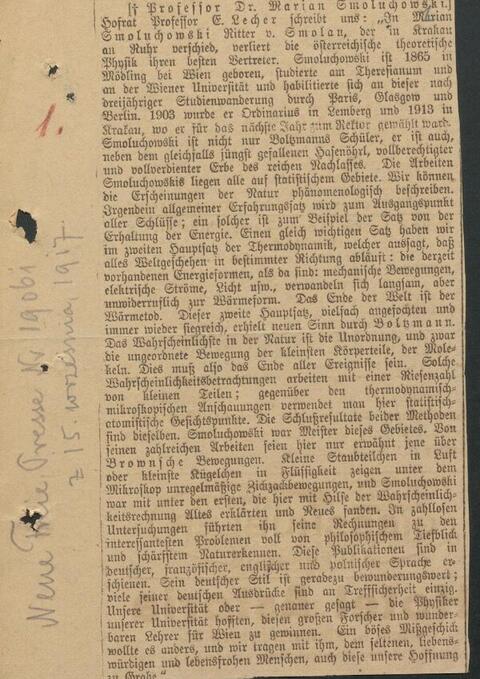 [† Professor Dr. Marian Smoluchowski.]
Hofrat Professor E. Lecher schreibt uns: „In Marian
Smoluchowski Ritter v. Smolan, der in Krakau
an Ruhr verschied, verliert die österreichische theoretische
Physik ihren besten Vertreter. Smoluchowski ist 1865 in
Mödling bei Wien geboren, studierte am Theresianum und
an der Wiener Universität und habilitierte sich an dieser nach
dreijähriger Studienwanderung durch Paris, Glasgow und
Berlin. 1903 wurde er Ordinarius in Lemberg und 1913 in
Krakau, wo er für das nächste Jahr zum Rektor gewählt ward.
Smoluchowski ist nicht nur Boltzmanns Schüler, er ist auch,
neben dem gleichfalls jüngst gefallenen Hasenöhrl, vollberechtigter
und vollverdienter Erbe des reichen Nachlasses. Die Arbeiten
Smoluchowskis liegen alle auf statistischem Gebiete. Wir können
die Erscheinungen der Natur phänomenologisch beschreiben.
Irgendein allgemeiner Erfahrungssatz wird zum Ausgangspunkt
aller Schlüsse; ein solcher ist zum Beispiel der Satz von der
Erhaltung der Energie. Einen gleich wichtigen Satz haben wir
im zweiten Hauptsatz der Thermodynamik, welcher aussagt, daß
alles Weltgeschehen in bestimmter Richtung abläuft: die derzeit
vorhandenen Energieformen, als da sind: mechanische Bewegungen,
elektrische Ströme, Licht usw., verwandeln sich langsam, aber
unwiderruflich zur Wärmeform. Das Ende der Welt ist der
Wärmetod. Dieser zweite Hauptsatz, vielfach angefochten und
immer wieder siegreich, erhielt neuen Sinn durch Boltzmann.
Das Wahrscheinlichste in der Natur ist die Unordnung, und zwar
die ungeordnete Bewegung der kleinsten Körperteile, der Mole-
keln. Dies muß also das Ende aller Ereignisse sein. Solche
Wahrscheinlichkeitsbetrachtungen arbeiten mit einer Riesenzahl
von kleinen Teilen; gegenüber den thermodynamisch-
mikroskopischen Anschauungen verwendet man hier statistisch-
atomistische Gesichtspunkte. Die Schlußresultate beider Methoden
sind dieselben. Smoluchowski war Meister dieses Gebietes. Von
seinen zahlreichen Arbeiten seien hier nur erwähnt jene über
Brownsche Bewegungen. Kleine Staubteilchen in Luft
oder kleinste Kügelchen in Flüssigkeit zeigen unter dem
Mikroskop unregelmäßige Zickzackbewegungen, und Smoluchowski
war mit unter den ersten, die hier mit Hilfe der Wahrscheinlich-
keitsrechnung Altes erklärten und Neues fanden. In zahllosen
Untersuchungen führten ihn seine Rechnungen zu den
interessantesten Problemen voll von philosophischem Tiefblick
und schärfstem Naturerkennen. Diese Publikationen sind in
deutscher, französischer, englischer und polnischer Sprache er-
schienen. Sein deutscher Stil ist geradezu bewunderungswert;
viele seiner deutschen Ausdrücke sind an Treffsicherheit einzig.
Unsere Universität oder — genauer gesagt — die Physiker
unserer Universität hofften, diesen großen Forscher und wunder-
baren Lehrer für Wien zu gewinnen. Ein böses Mißgeschick
wollte es anders, und wir tragen mit ihm, dem seltenen, liebens-
würdigen und lebensfrohen Menschen, auch diese unsere Hoffnung
zu Grabe“
1.
Neue Freie Presse Nr 19061
z 15. września 1917